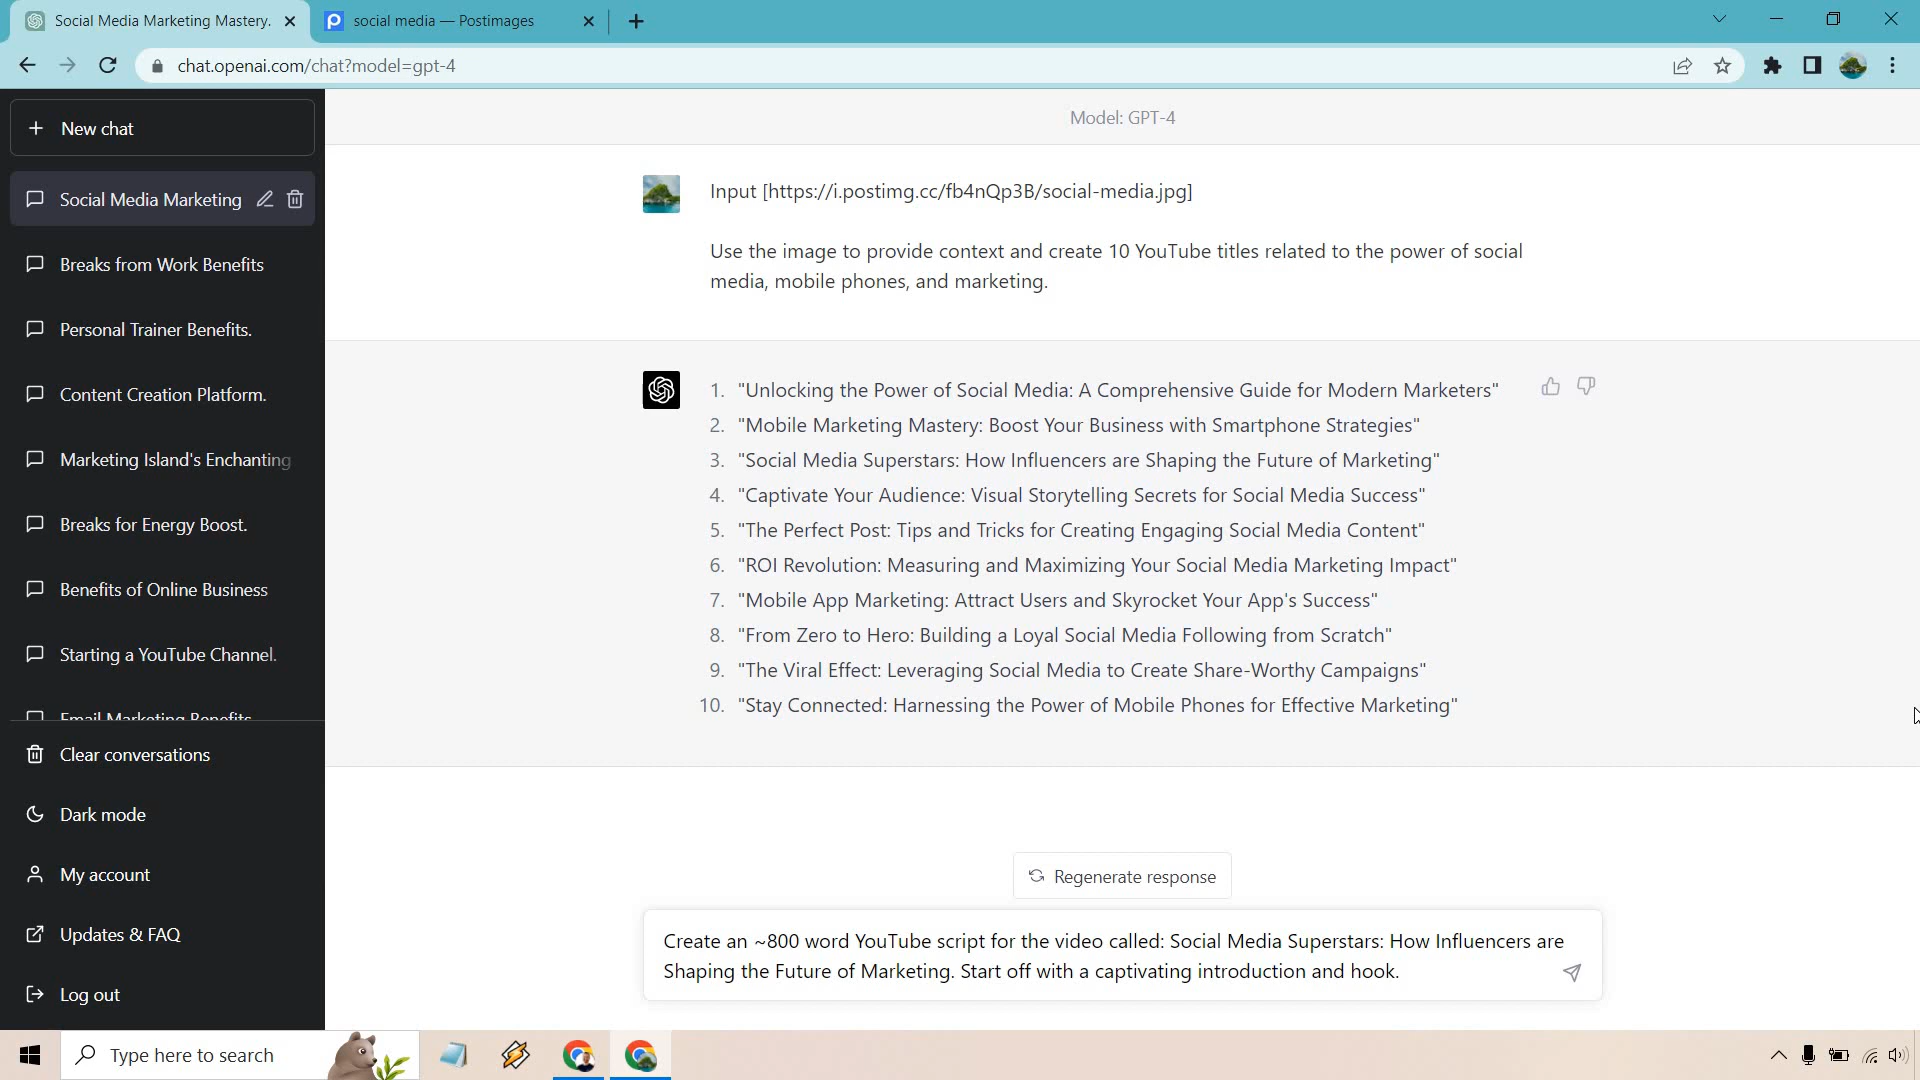 Social Media Marketing Mastery.
social media — Postimages
chat.openai.com/chat?model=gpt-4
New chat
Social Media Marketing
Breaks from Work Benefits
Personal Trainer Benefits.
Content Creation Platform.
Marketing Island's Enchanting
Breaks for Energy Boost.
Benefits of Online Business
Starting a YouTube Channel.
Email Marketing Benefits
Clear conversations
Dark mode
My account
Updates & FAQ
Log out
Model: GPT-4
Input [https://i.postimg.cc/fb4nQp3B/social-media.jpg]
Use the image to provide context and create 10 YouTube titles related to the power of social
media, mobile phones, and marketing.
1. "Unlocking the Power of Social Media: A Comprehensive Guide for Modern Marketers"
2. "Mobile Marketing Mastery: Boost Your Business with Smartphone Strategies"
3. "Social Media Superstars: How Influencers are Shaping the Future of Marketing"
4. "Captivate Your Audience: Visual Storytelling Secrets for Social Media Success"
5. "The Perfect Post: Tips and Tricks for Creating Engaging Social Media Content"
6. "ROI Revolution: Measuring and Maximizing Your Social Media Marketing Impact"
7. "Mobile App Marketing: Attract Users and Skyrocket Your App's Success"
8. "From Zero to Hero: Building a Loyal Social Media Following from Scratch"
9. "The Viral Effect: Leveraging Social Media to Create Share-Worthy Campaigns"
10. "Stay Connected: Harnessing the Power of Mobile Phones for Effective Marketing"
Regenerate response
Create an ~800 word YouTube script for the video called: Social Media Superstars: How Influencers are
Shaping the Future of Marketing. Start off with a captivating introduction and hook.
Type here to search